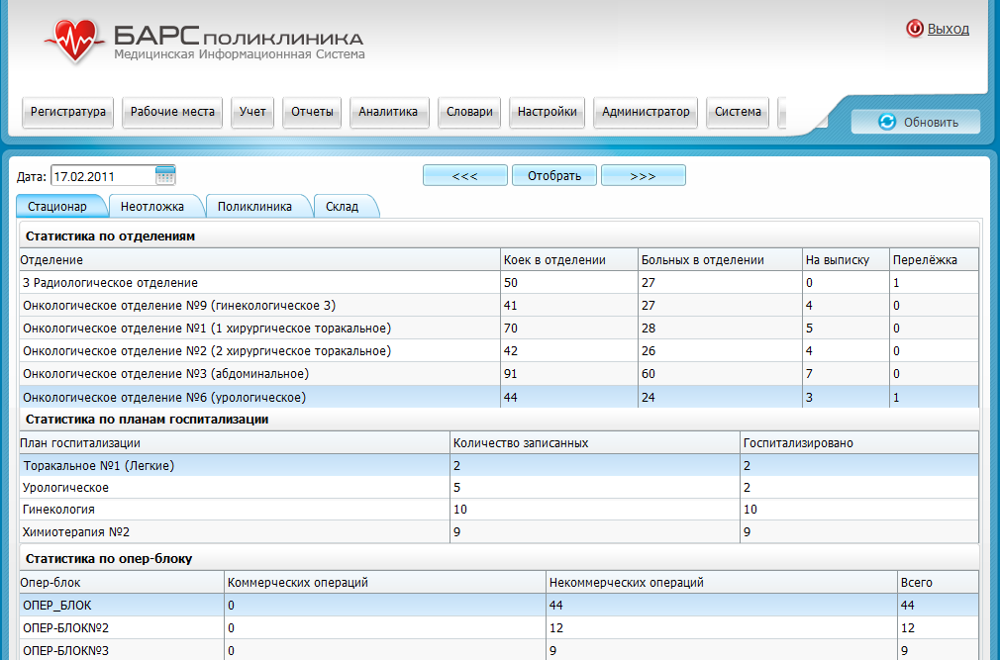 БАРС поликлиника
Медицинская Информационнная Система
Выход
Регистратура Рабочие места Учет Отчеты Аналитика Словари Настройки Администратор Система
Обновить
Дата: 17.02.2011 <<< Отобрать >>>
Стационар Неотложка Поликлиника Склад
Статистика по отделениям
Отделение Коек в отделении Больных в отделении На выписку Перелёжка
3 Радиологическое отделение 50 27 0 1
Онкологическое отделение №9 (гинекологическое 3) 41 27 4 0
Онкологическое отделение №1 (1 хирургическое торакальное) 70 28 5 0
Онкологическое отделение №2 (2 хирургическое торакальное) 42 26 4 0
Онкологическое отделение №3 (абдоминальное) 91 60 7 0
Онкологическое отделение №6 (урологическое) 44 24 3 1
Статистика по планам госпитализации
План госпитализации Количество записанных Госпитализировано
Торакальное №1 (Легкие) 2 2
Урологическое 5 2
Гинекология 10 10
Химиотерапия №2 9 9
Статистика по опер-блоку
Опер-блок Коммерческих операций Некоммерческих операций Всего
ОПЕР_БЛОК 0 44 44
ОПЕР-БЛОК№2 0 12 12
ОПЕР-БЛОК№3 0 9 9